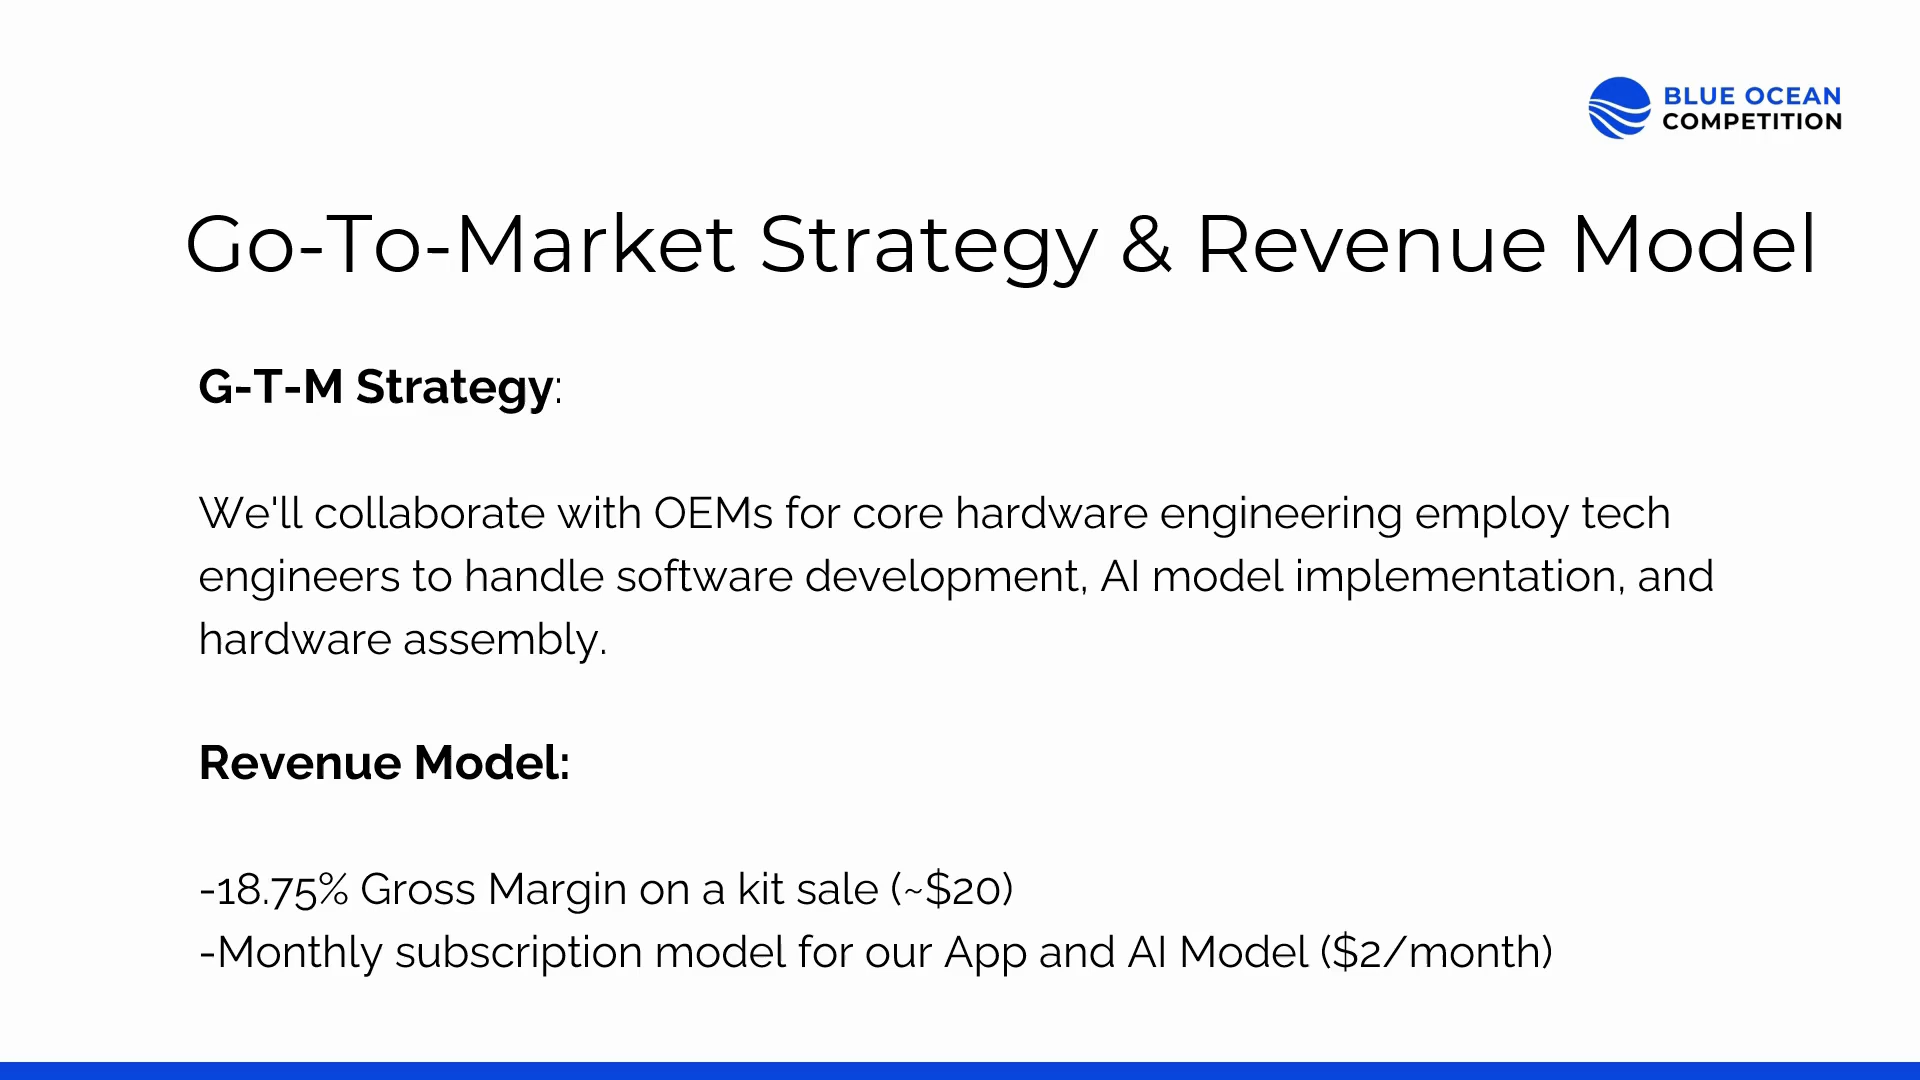 BLUE OCEAN
COMPETITION
Go-To-Market Strategy & Revenue Model
G-T-M Strategy:
We'll collaborate with OEMs for core hardware engineering employ tech
engineers to handle software development, AI model implementation, and
hardware assembly.
Revenue Model:
-18.75% Gross Margin on a kit sale (~$20)
-Monthly subscription model for our App and AI Model ($2/month)